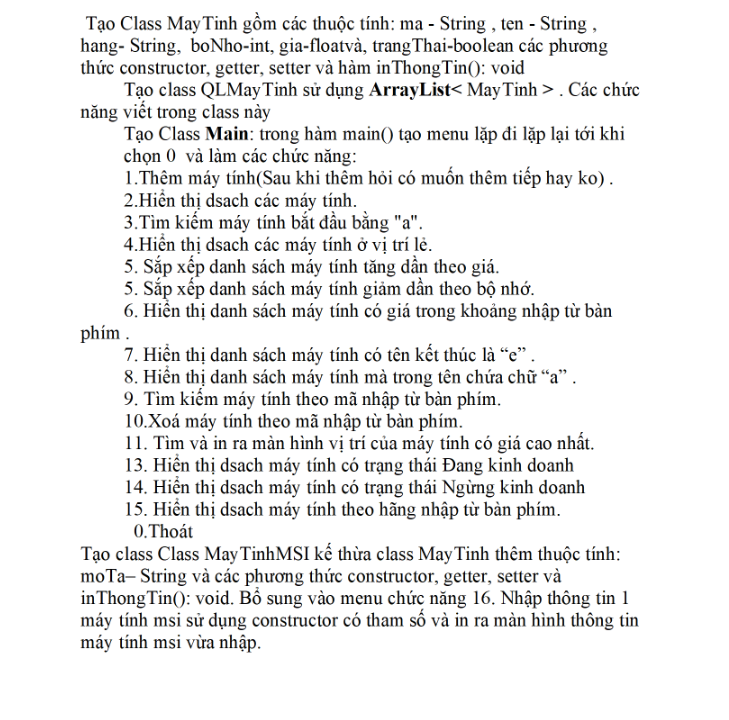 Tạo Class MayTinh gồm các thuộc tính: ma - String , ten - String ,
hang- String, boNho-int, gia-floatvà, trangThai-boolean các phương
thức constructor, getter, setter và hàm inThongTin(): void
Tạo class QLMayTinh sử dụng ArrayList< MayTinh > . Các chức
năng viết trong class này
Tạo Class Main: trong hàm main() tạo menu lặp đi lặp lại tới khi
chọn 0 và làm các chức năng:
1.Thêm máy tính(Sau khi thêm hỏi có muốn thêm tiếp hay ko) .
2.Hiển thị dsach các máy tính.
3.Tìm kiếm máy tính bắt đầu bằng "a".
4.Hiển thị dsach các máy tính ở vị trí lẻ.
5. Sắp xếp danh sách máy tính tăng dần theo giá.
5. Sắp xếp danh sách máy tính giảm dần theo bộ nhớ.
6. Hiển thị danh sách máy tính có giá trong khoảng nhập từ bàn
phím .
7. Hiển thị danh sách máy tính có tên kết thúc là “e” .
8. Hiển thị danh sách máy tính mà trong tên chứa chữ “a” .
9. Tìm kiếm máy tính theo mã nhập từ bàn phím.
10.Xoá máy tính theo mã nhập từ bàn phím.
11. Tìm và in ra màn hình vị trí của máy tính có giá cao nhất.
13. Hiển thị dsach máy tính có trạng thái Đang kinh doanh
14. Hiển thị dsach máy tính có trạng thái Ngừng kinh doanh
15. Hiển thị dsach máy tính theo hãng nhập từ bàn phím.
0.Thoát
Tạo class Class MayTinhMSI kế thừa class MayTinh thêm thuộc tính:
moTa– String và các phương thức constructor, getter, setter và
inThongTin(): void. Bổ sung vào menu chức năng 16. Nhập thông tin 1
máy tính msi sử dụng constructor có tham số và in ra màn hình thông tin
máy tính msi vừa nhập.